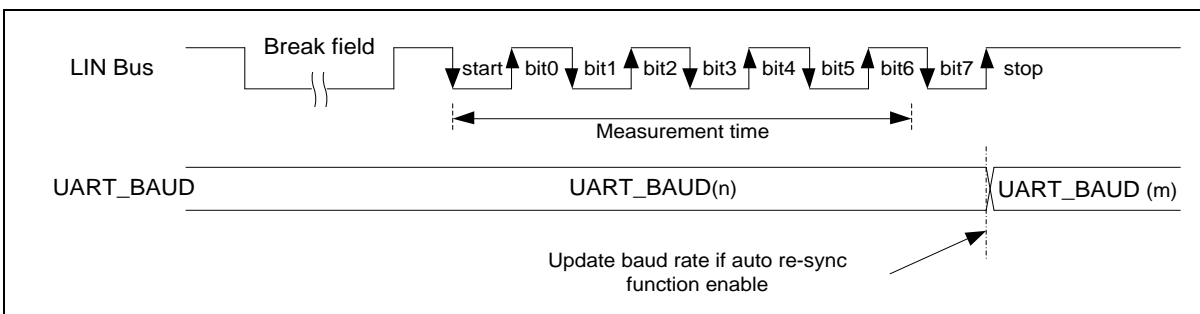 Break field
LIN Bus
start bit0 bit1 bit2 bit3 bit4 bit5 bit6 bit7 stop
Measurement time
UART_BAUD
UART_BAUD(n)
UART_BAUD (m)
Update baud rate if auto re-sync
function enable